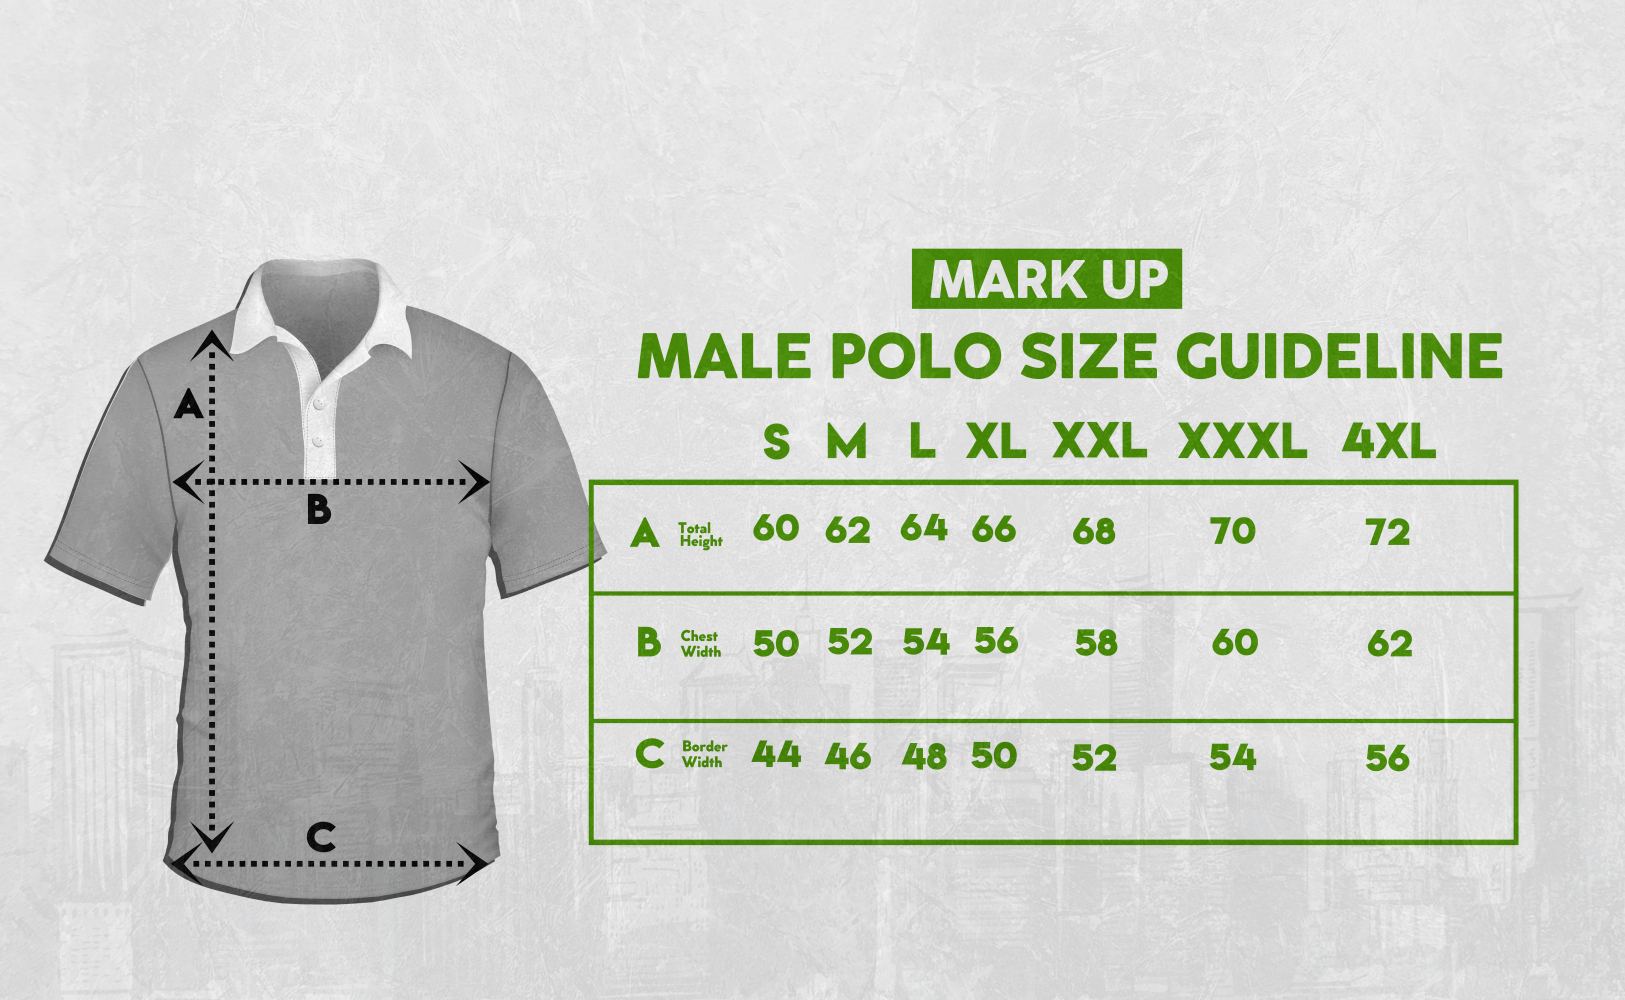 MARK UP
MALE POLO SIZE GUIDELINE
S M L XL XXL XXXL 4XL
A Total Height 60 62 64 66 68 70 72
B Chest Width 50 52 54 56 58 60 62
C Border Width 44 46 48 50 52 54 56
A
B
C